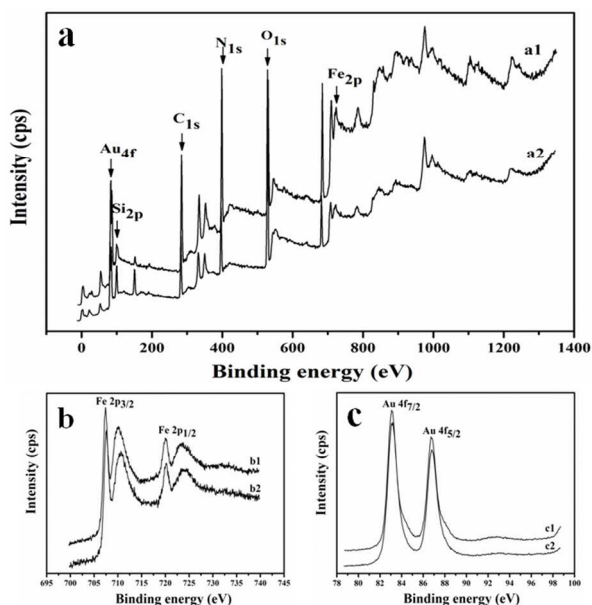 a
a1
a2
N1s
O1s
Fe2p
C1s
Au4f
Si2p
Intensity (cps)
0 200 400 600 800 1000 1200 1400
Binding energy (eV)
b
Fe 2p3/2
Fe 2p1/2
b1
b2
Intensity (cps)
695 700 705 710 715 720 725 730 735 740 745
Binding energy (eV)
c
Au 4f7/2
Au 4f5/2
c1
c2
Intensity (cps)
78 80 82 84 86 88 90 92 94 96 98 100
Binding energy (eV)